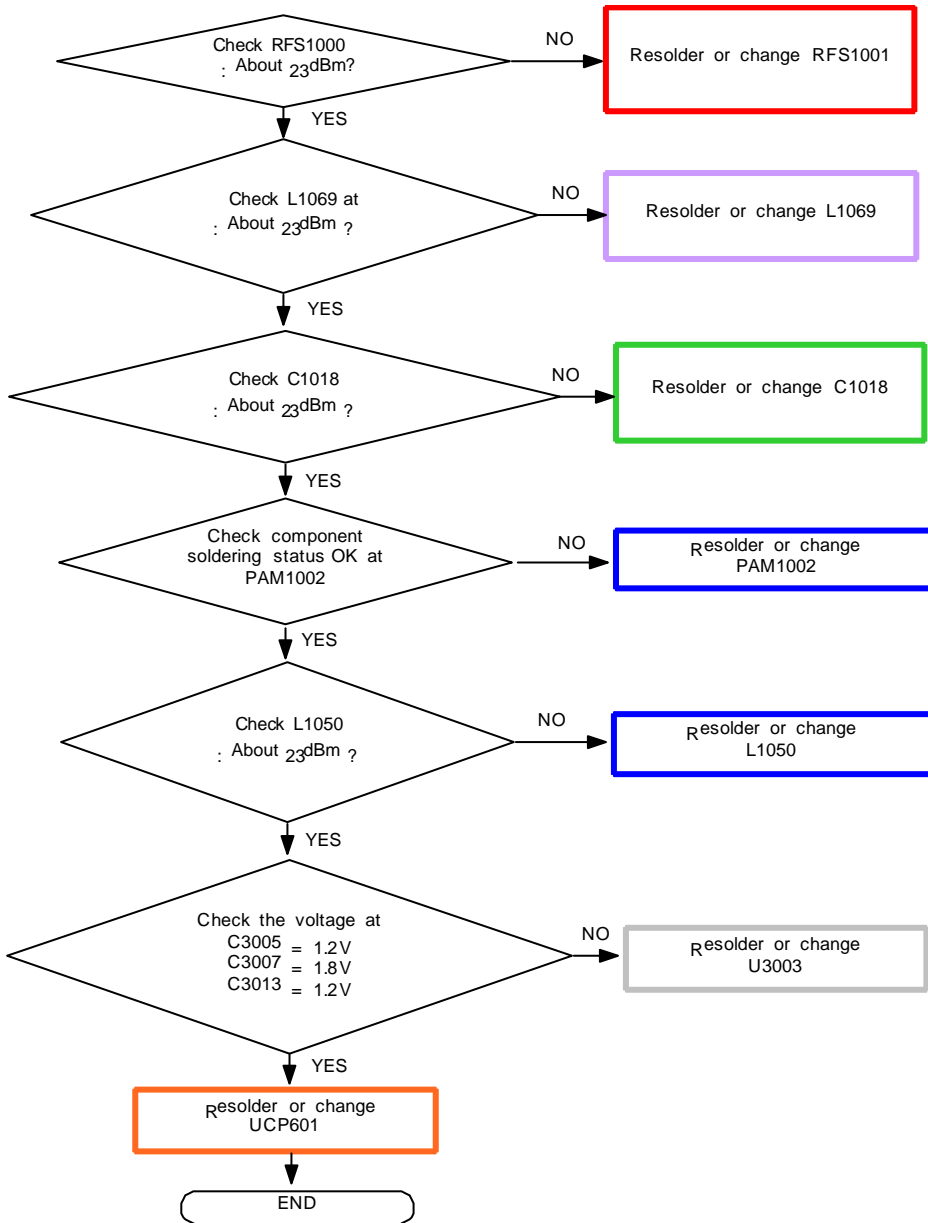 Check RFS1000
: About 23dBm?
NO
Resolder or change RFS1001
YES
Check L1069 at
: About 23dBm ?
NO
Resolder or change L1069
YES
Check C1018
: About 23dBm ?
NO
Resolder or change C1018
YES
Check component
soldering status OK at
PAM1002
NO
Resolder or change
PAM1002
YES
Check L1050
: About 23dBm ?
NO
Resolder or change
L1050
YES
Check the voltage at
C3005 = 1.2V
C3007 = 1.8V
C3013 = 1.2V
NO
Resolder or change
U3003
YES
Resolder or change
UCP601
END